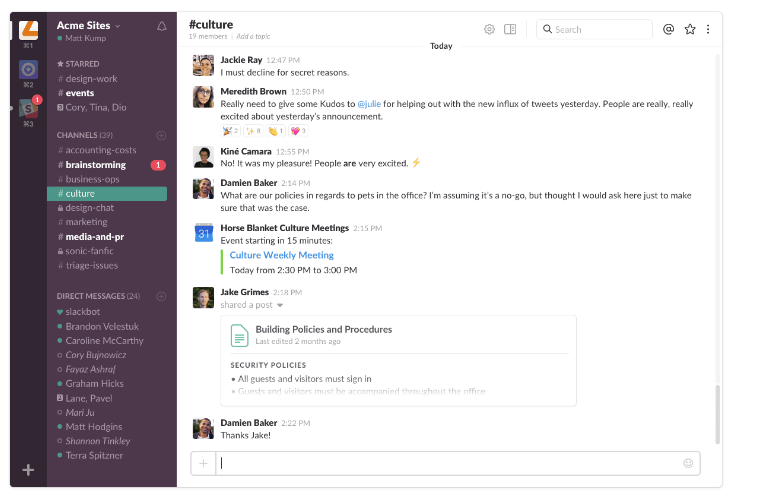 ⌘1
⌘2
1
⌘3
Acme Sites
Matt Kump
STARRED
# design-work
# events
2 Cory, Tina, Dio
CHANNELS (29)
# accounting-costs
# brainstorming 1
# business-ops
# culture
design-chat
# marketing
# media-and-pr
sonic-fanfic
# triage-issues
DIRECT MESSAGES (24)
slackbot
Brandon Velestuk
Caroline McCarthy
Cory Bujnowicz
Fayaz Ashraf
Graham Hicks
2 Lane, Pavel
Mari Ju
Matt Hodgins
Shannon Tinkley
Terra Spitzner
#culture
19 members | Add a topic
Search
Today
Jackie Ray 12:47 PM
I must decline for secret reasons.
Meredith Brown 12:50 PM
Really need to give some Kudos to @julie for helping out with the new influx of tweets yesterday. People are really, really
excited about yesterday's announcement.
🎉 2 ✨ 8 👏 1 💖 3
Kiné Camara 12:55 PM
No! It was my pleasure! People are very excited. ⚡
Damien Baker 2:14 PM
What are our policies in regards to pets in the office? I'm assuming it's a no-go, but thought I would ask here just to make
sure that was the case.
31
Horse Blanket Culture Meetings 2:15 PM
Event starting in 15 minutes:
Culture Weekly Meeting
Today from 2:30 PM to 3:00 PM
Jake Grimes 2:18 PM
shared a post
Building Policies and Procedures
Last edited 2 months ago
SECURITY POLICIES
• All guests and visitors must sign in
• Guests and visitors must be accompanied throughout the office
Damien Baker 2:22 PM
Thanks Jake!